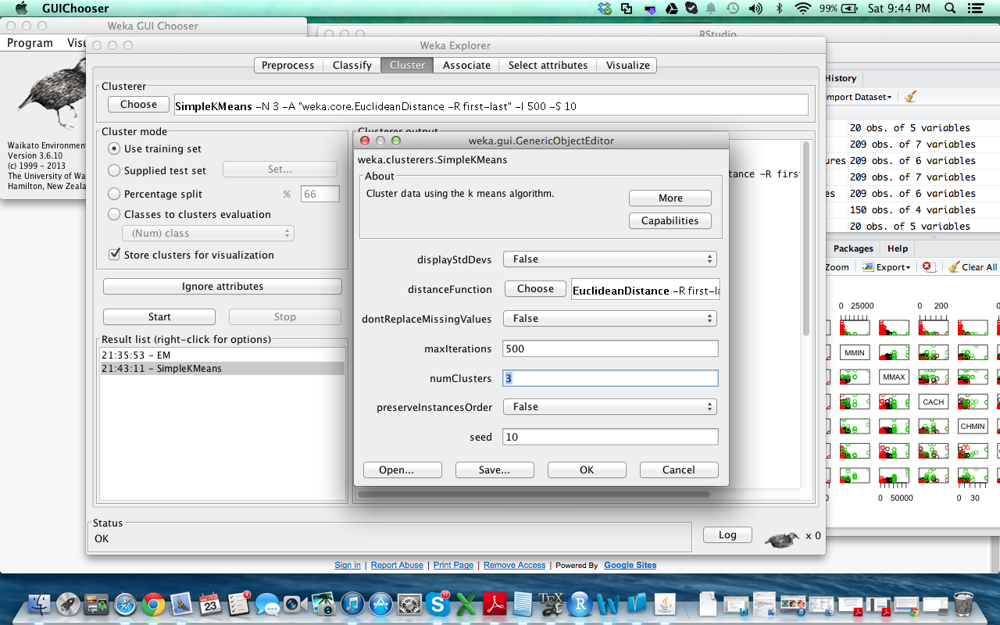 GUIChooser
99%
Sat 9:44 PM
Weka GUI Chooser
Program
Waikato Environment
Version 3.6.10
(c) 1999 - 2013
The University of
Hamilton, New
RStudio
Weka Explorer
Preprocess Classify Cluster Associate Select attributes Visualize
Clusterer
Choose
SimpleKMeans -N 3 -A "weka.core.EuclideanDistance -R first-last" -I 500 -S 10
Cluster mode
Use training set
Supplied test set Set...
Percentage split % 66
Classes to clusters evaluation
(Num) class
Store clusters for visualization
Ignore attributes
Start Stop
Result list (right-click for options)
21:35:53 - EM
21:43:11 - SimpleKMeans
Clusterer output
tance -R firs
weka.gui.GenericObjectEditor
weka.clusterers.SimpleKMeans
About
Cluster data using the k means algorithm.
More
Capabilities
displayStdDevs False
distanceFunction Choose EuclideanDistance -R first-la
dontReplaceMissingValues False
maxIterations 500
numClusters 3
preserveInstancesOrder False
seed 10
Open... Save... OK Cancel
Status
OK
Log
x 0
History
mport Dataset
20 obs. of 5 variables
209 obs. of 7 variables
ures 209 obs. of 6 variables
209 obs. of 7 variables
es 209 obs. of 6 variables
150 obs. of 4 variables
20 obs. of 5 variables
Packages Help
Zoom Export Clear All
0 25000 0 200 0
MMIN
MMAX
CACH
CHMIN
0 50000 0 30
Sign in | Report Abuse | Print Page | Remove Access | Powered By Google Sites
23
4
17